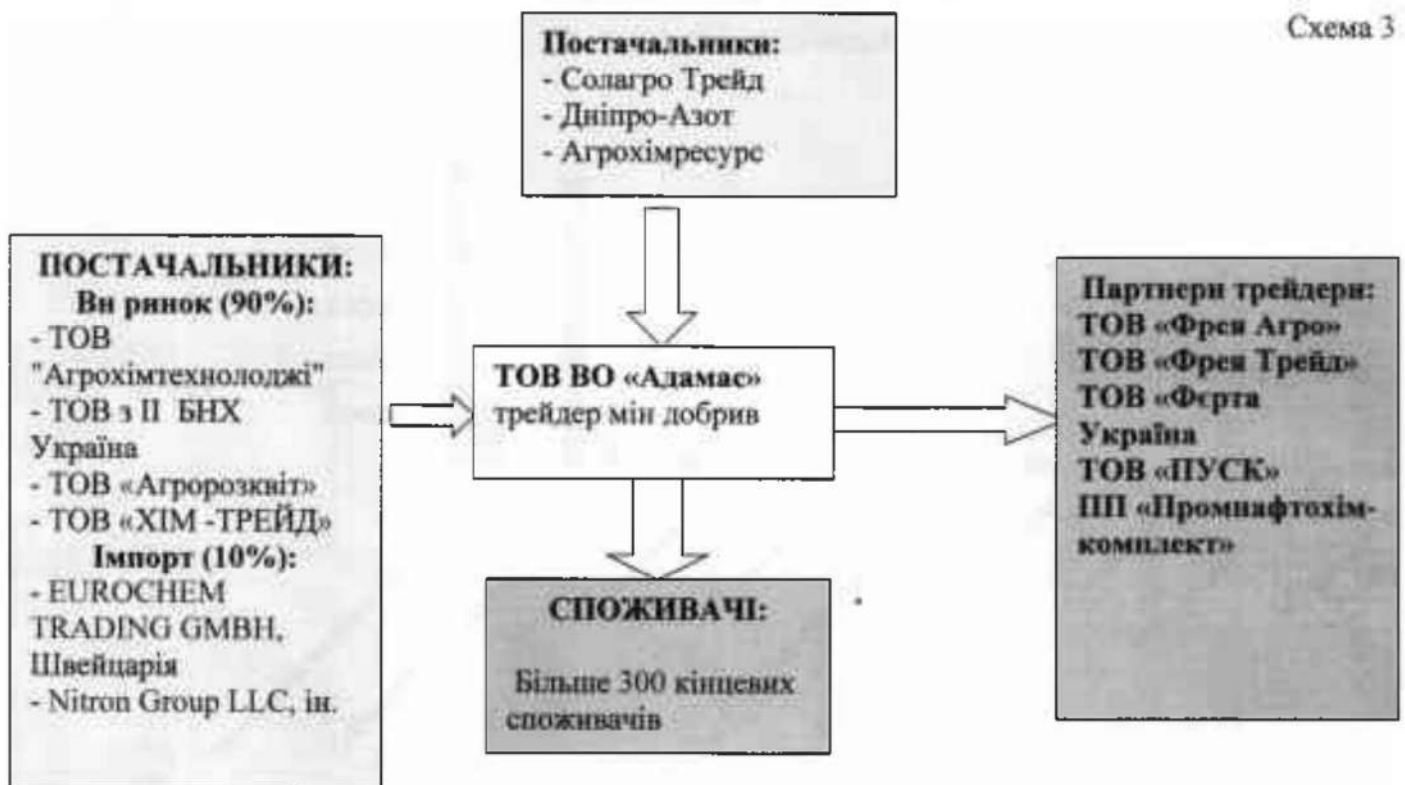 Схема 3
Постачальники:
- Солагро Трейд
- Дніпро-Азот
- Агрохімресурс
ПОСТАЧАЛЬНИКИ:
Вн ринок (90%):
- ТОВ
"Агрохімтехнолоджі"
- ТОВ з ІІ БНХ
Україна
- ТОВ «Агророзквіт»
- ТОВ «ХІМ -ТРЕЙД»
Імпорт (10%):
- EUROCHEM
TRADING GMBH,
Швейцарія
- Nitron Group LLC, ін.
ТОВ ВО «Адамас»
трейдер мін добрив
СПОЖИВАЧІ:
Більше 300 кінцевих
споживачів
Партнери трейдери:
ТОВ «Фрея Агро»
ТОВ «Фрея Трейд»
ТОВ «Фєрта
Україна
ТОВ «ПУСК»
ПП «Промнафтохім-
комплект»